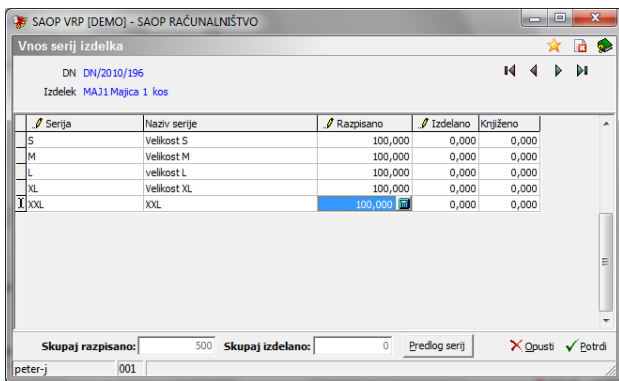 SAOP VRP [DEMO] - SAOP RAČUNALNIŠTVO
Vnos serij izdelka
DN DN/2010/196
Izdelek MAJ1 Majica 1 kos
Serija Naziv serije Razpisano Izdelano Knjiženo
S Velikost S 100,000 0,000 0,000
M Velikost M 100,000 0,000 0,000
L velikost L 100,000 0,000 0,000
XL Velikost XL 100,000 0,000 0,000
XXL XXL 100,000 0,000 0,000
Skupaj razpisano: 500 Skupaj izdelano: 0 Predlog serij Opusti Potrdi
peter-j 001